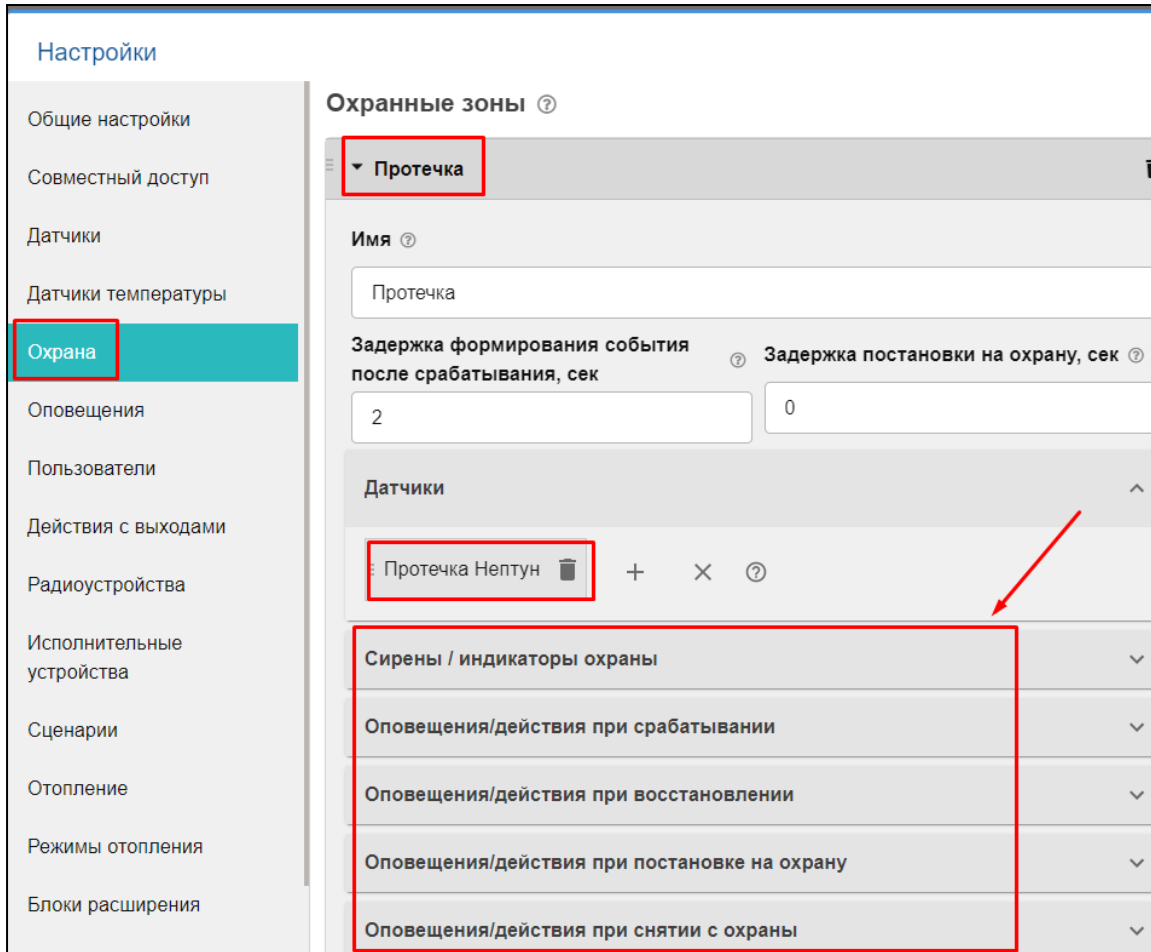 Настройки
Общие настройки
Совместный доступ
Датчики
Датчики температуры
Охрана
Оповещения
Пользователи
Действия с выходами
Радиоустройства
Исполнительные
устройства
Сценарии
Отопление
Режимы отопления
Блоки расширения
Охранные зоны
Протечка
Имя
Протечка
Задержка формирования события
после срабатывания, сек
2
Задержка постановки на охрану, сек
0
Датчики
Протечка Нептун
Сирены / индикаторы охраны
Оповещения/действия при срабатывании
Оповещения/действия при восстановлении
Оповещения/действия при постановке на охрану
Оповещения/действия при снятии с охраны